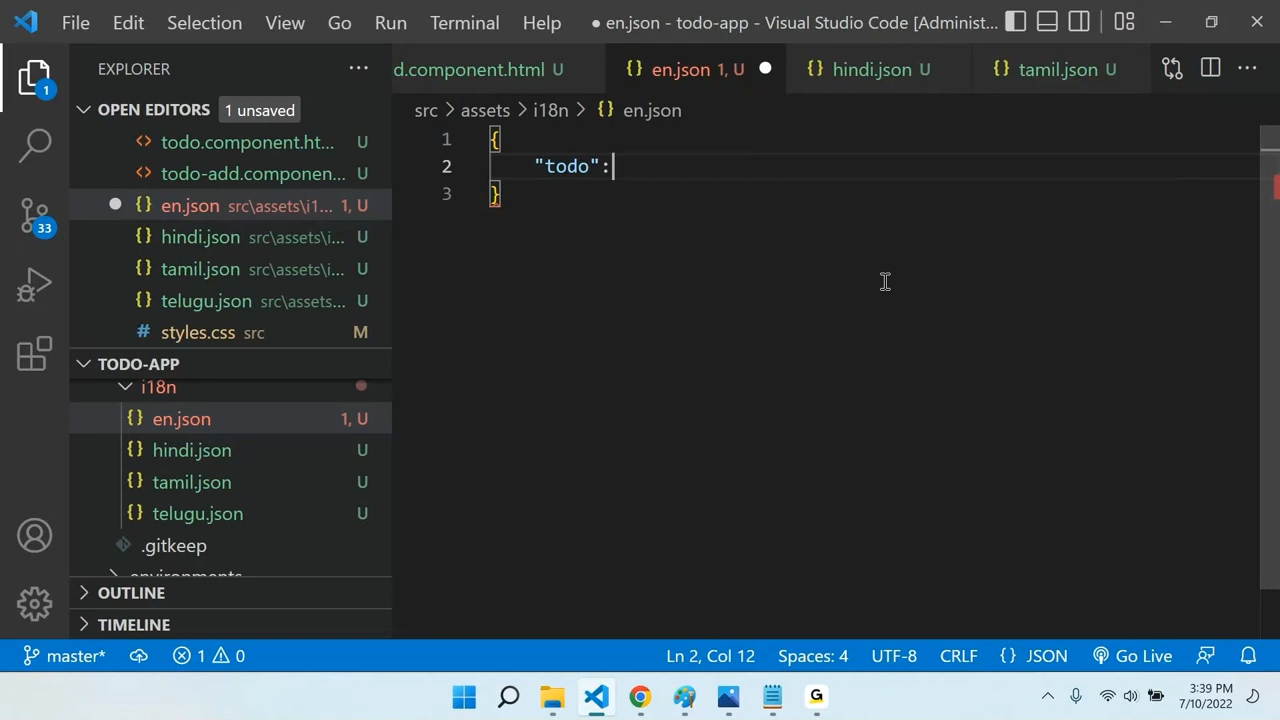 File Edit Selection View Go Run Terminal Help ● en.json - todo-app - Visual Studio Code [Administ...
EXPLORER ...
d.component.html U {} en.json 1, U ● {} hindi.json U {} tamil.json U ...
OPEN EDITORS 1 unsaved
src > assets > i18n > {} en.json
<> todo.component.ht... U
<> todo-add.componen... U
● {} en.json src\assets\i1... 1, U
{} hindi.json src\assets\i... U
{} tamil.json src\assets\i... U
{} telugu.json src\assets... U
# styles.css src M
1 {
2 "todo":
3 }
1
33
TODO-APP
i18n
{} en.json 1, U
{} hindi.json U
{} tamil.json U
{} telugu.json U
.gitkeep
environments
OUTLINE
TIMELINE
master* 1 0 Ln 2, Col 12 Spaces: 4 UTF-8 CRLF {} JSON Go Live
G
3:39 PM
7/10/2022